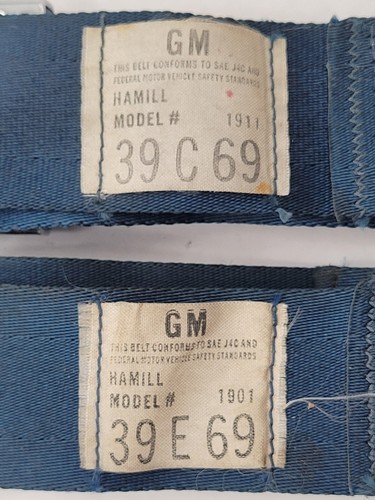 GM
THIS BELT CONFORMS TO SAE J4C AND
FEDERAL MOTOR VEHICLE SAFETY STANDARDS
HAMILL
MODEL # 1911
39 C 69
GM
THIS BELT CONFORMS TO SAE J4C AND
FEDERAL MOTOR VEHICLE SAFETY STANDARDS
HAMILL
MODEL # 1901
39 E 69